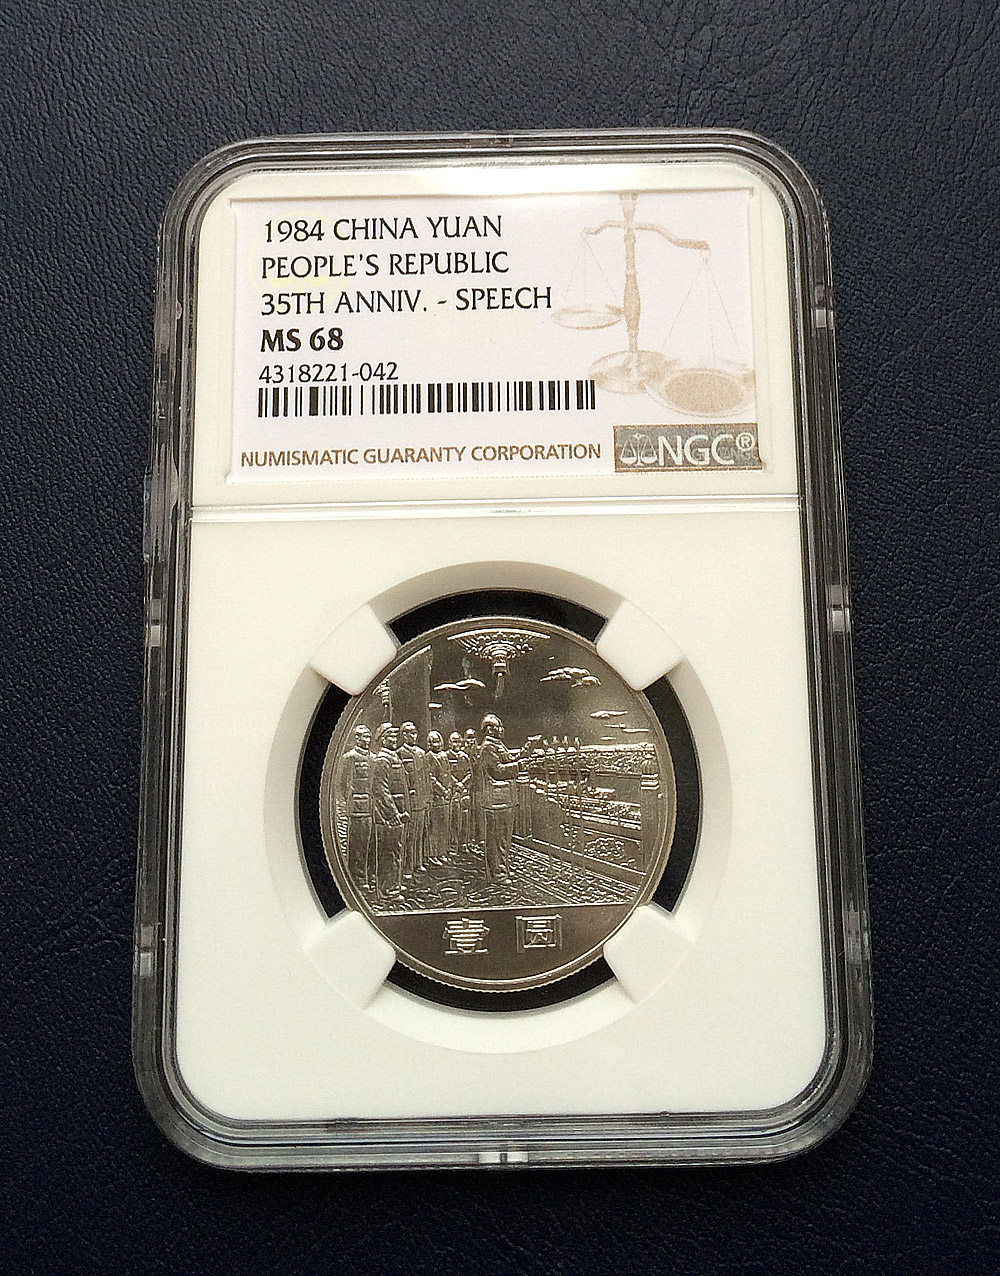 1984 CHINA YUAN
PEOPLE'S REPUBLIC
35TH ANNIV. - SPEECH
MS 68
4318221-042
NUMISMATIC GUARANTY CORPORATION
NGC®
壹圆